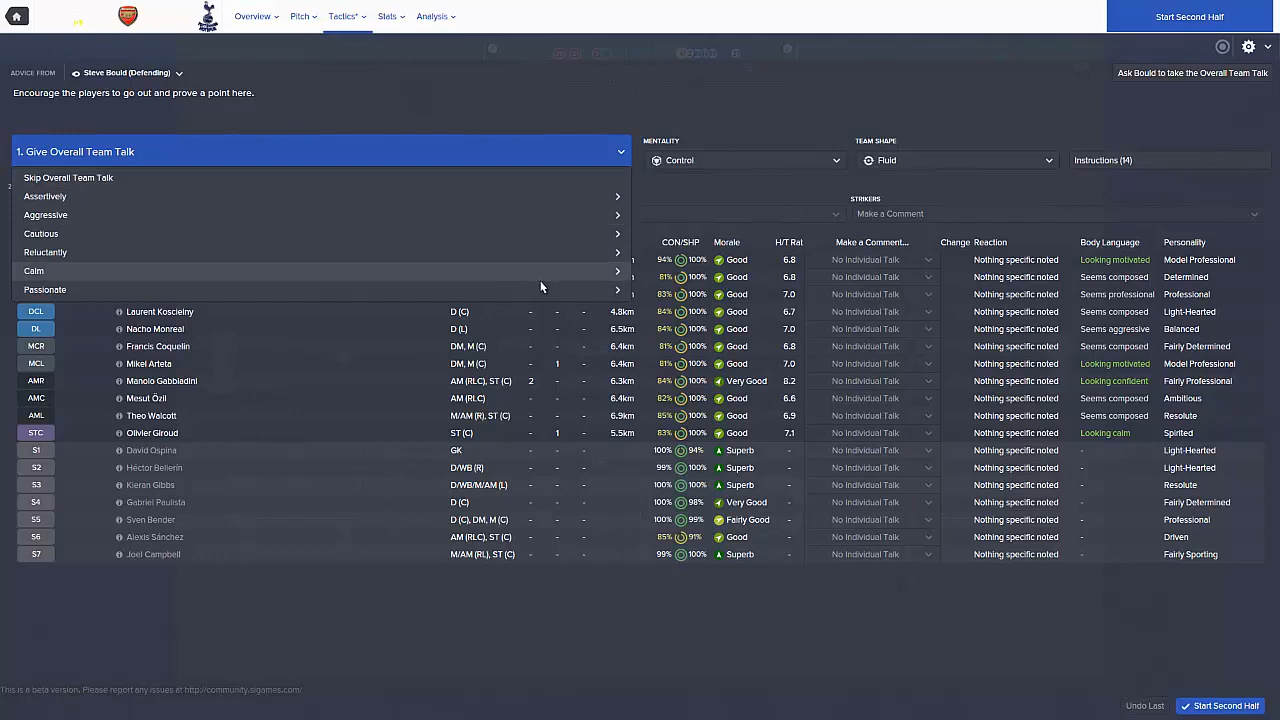 Overview Pitch Tactics* Stats Analysis Start Second Half
ADVICE FROM Steve Bould (Defending) Ask Bould to take the Overall Team Talk
Encourage the players to go out and prove a point here.
1. Give Overall Team Talk
MENTALITY TEAM SHAPE
Control Fluid Instructions (14)
Skip Overall Team Talk
Assertively
Aggressive
Cautious
Reluctantly
Calm
Passionate
STRIKERS
Make a Comment
CON/SHP Morale H/T Rat Make a Comment... Change Reaction Body Language Personality
94% 100% Good 6.8 No Individual Talk Nothing specific noted Looking motivated Model Professional
81% 100% Good 6.8 No Individual Talk Nothing specific noted Seems composed Determined
83% 100% Good 7.0 No Individual Talk Nothing specific noted Seems professional Professional
DCL Laurent Koscielny D (C) - - - 4.8km 84% 100% Good 6.7 No Individual Talk Nothing specific noted Seems composed Light-Hearted
DL Nacho Monreal D (L) - - - 6.5km 84% 100% Good 7.0 No Individual Talk Nothing specific noted Seems aggressive Balanced
MCR Francis Coquelin DM, M (C) - - - 6.4km 81% 100% Good 6.8 No Individual Talk Nothing specific noted Seems composed Fairly Determined
MCL Mikel Arteta DM, M (C) - 1 - 6.4km 81% 100% Good 7.0 No Individual Talk Nothing specific noted Looking motivated Model Professional
AMR Manolo Gabbiadini AM (RLC), ST (C) 2 - - 6.3km 84% 100% Very Good 8.2 No Individual Talk Nothing specific noted Looking confident Fairly Professional
AMC Mesut Özil AM (RLC) - - - 6.4km 82% 100% Good 6.6 No Individual Talk Nothing specific noted Seems composed Ambitious
AML Theo Walcott M/AM (R), ST (C) - - - 6.9km 85% 100% Good 6.9 No Individual Talk Nothing specific noted Seems composed Resolute
STC Olivier Giroud ST (C) - 1 - 5.5km 83% 100% Good 7.1 No Individual Talk Nothing specific noted Looking calm Spirited
S1 David Ospina GK 100% 94% Superb - No Individual Talk Nothing specific noted - Light-Hearted
S2 Héctor Bellerín D/WB (R) 99% 100% Superb - No Individual Talk Nothing specific noted - Light-Hearted
S3 Kieran Gibbs D/WB/M/AM (L) 100% 100% Superb - No Individual Talk Nothing specific noted - Resolute
S4 Gabriel Paulista D (C) 100% 98% Very Good - No Individual Talk Nothing specific noted - Fairly Determined
S5 Sven Bender D (C), DM, M (C) 100% 99% Fairly Good - No Individual Talk Nothing specific noted - Professional
S6 Alexis Sánchez AM (RLC), ST (C) 85% 91% Good - No Individual Talk Nothing specific noted - Driven
S7 Joel Campbell M/AM (RL), ST (C) 99% 100% Superb - No Individual Talk Nothing specific noted - Fairly Sporting
This is a beta version. Please report any issues at http://community.sigames.com/
Undo Last Start Second Half